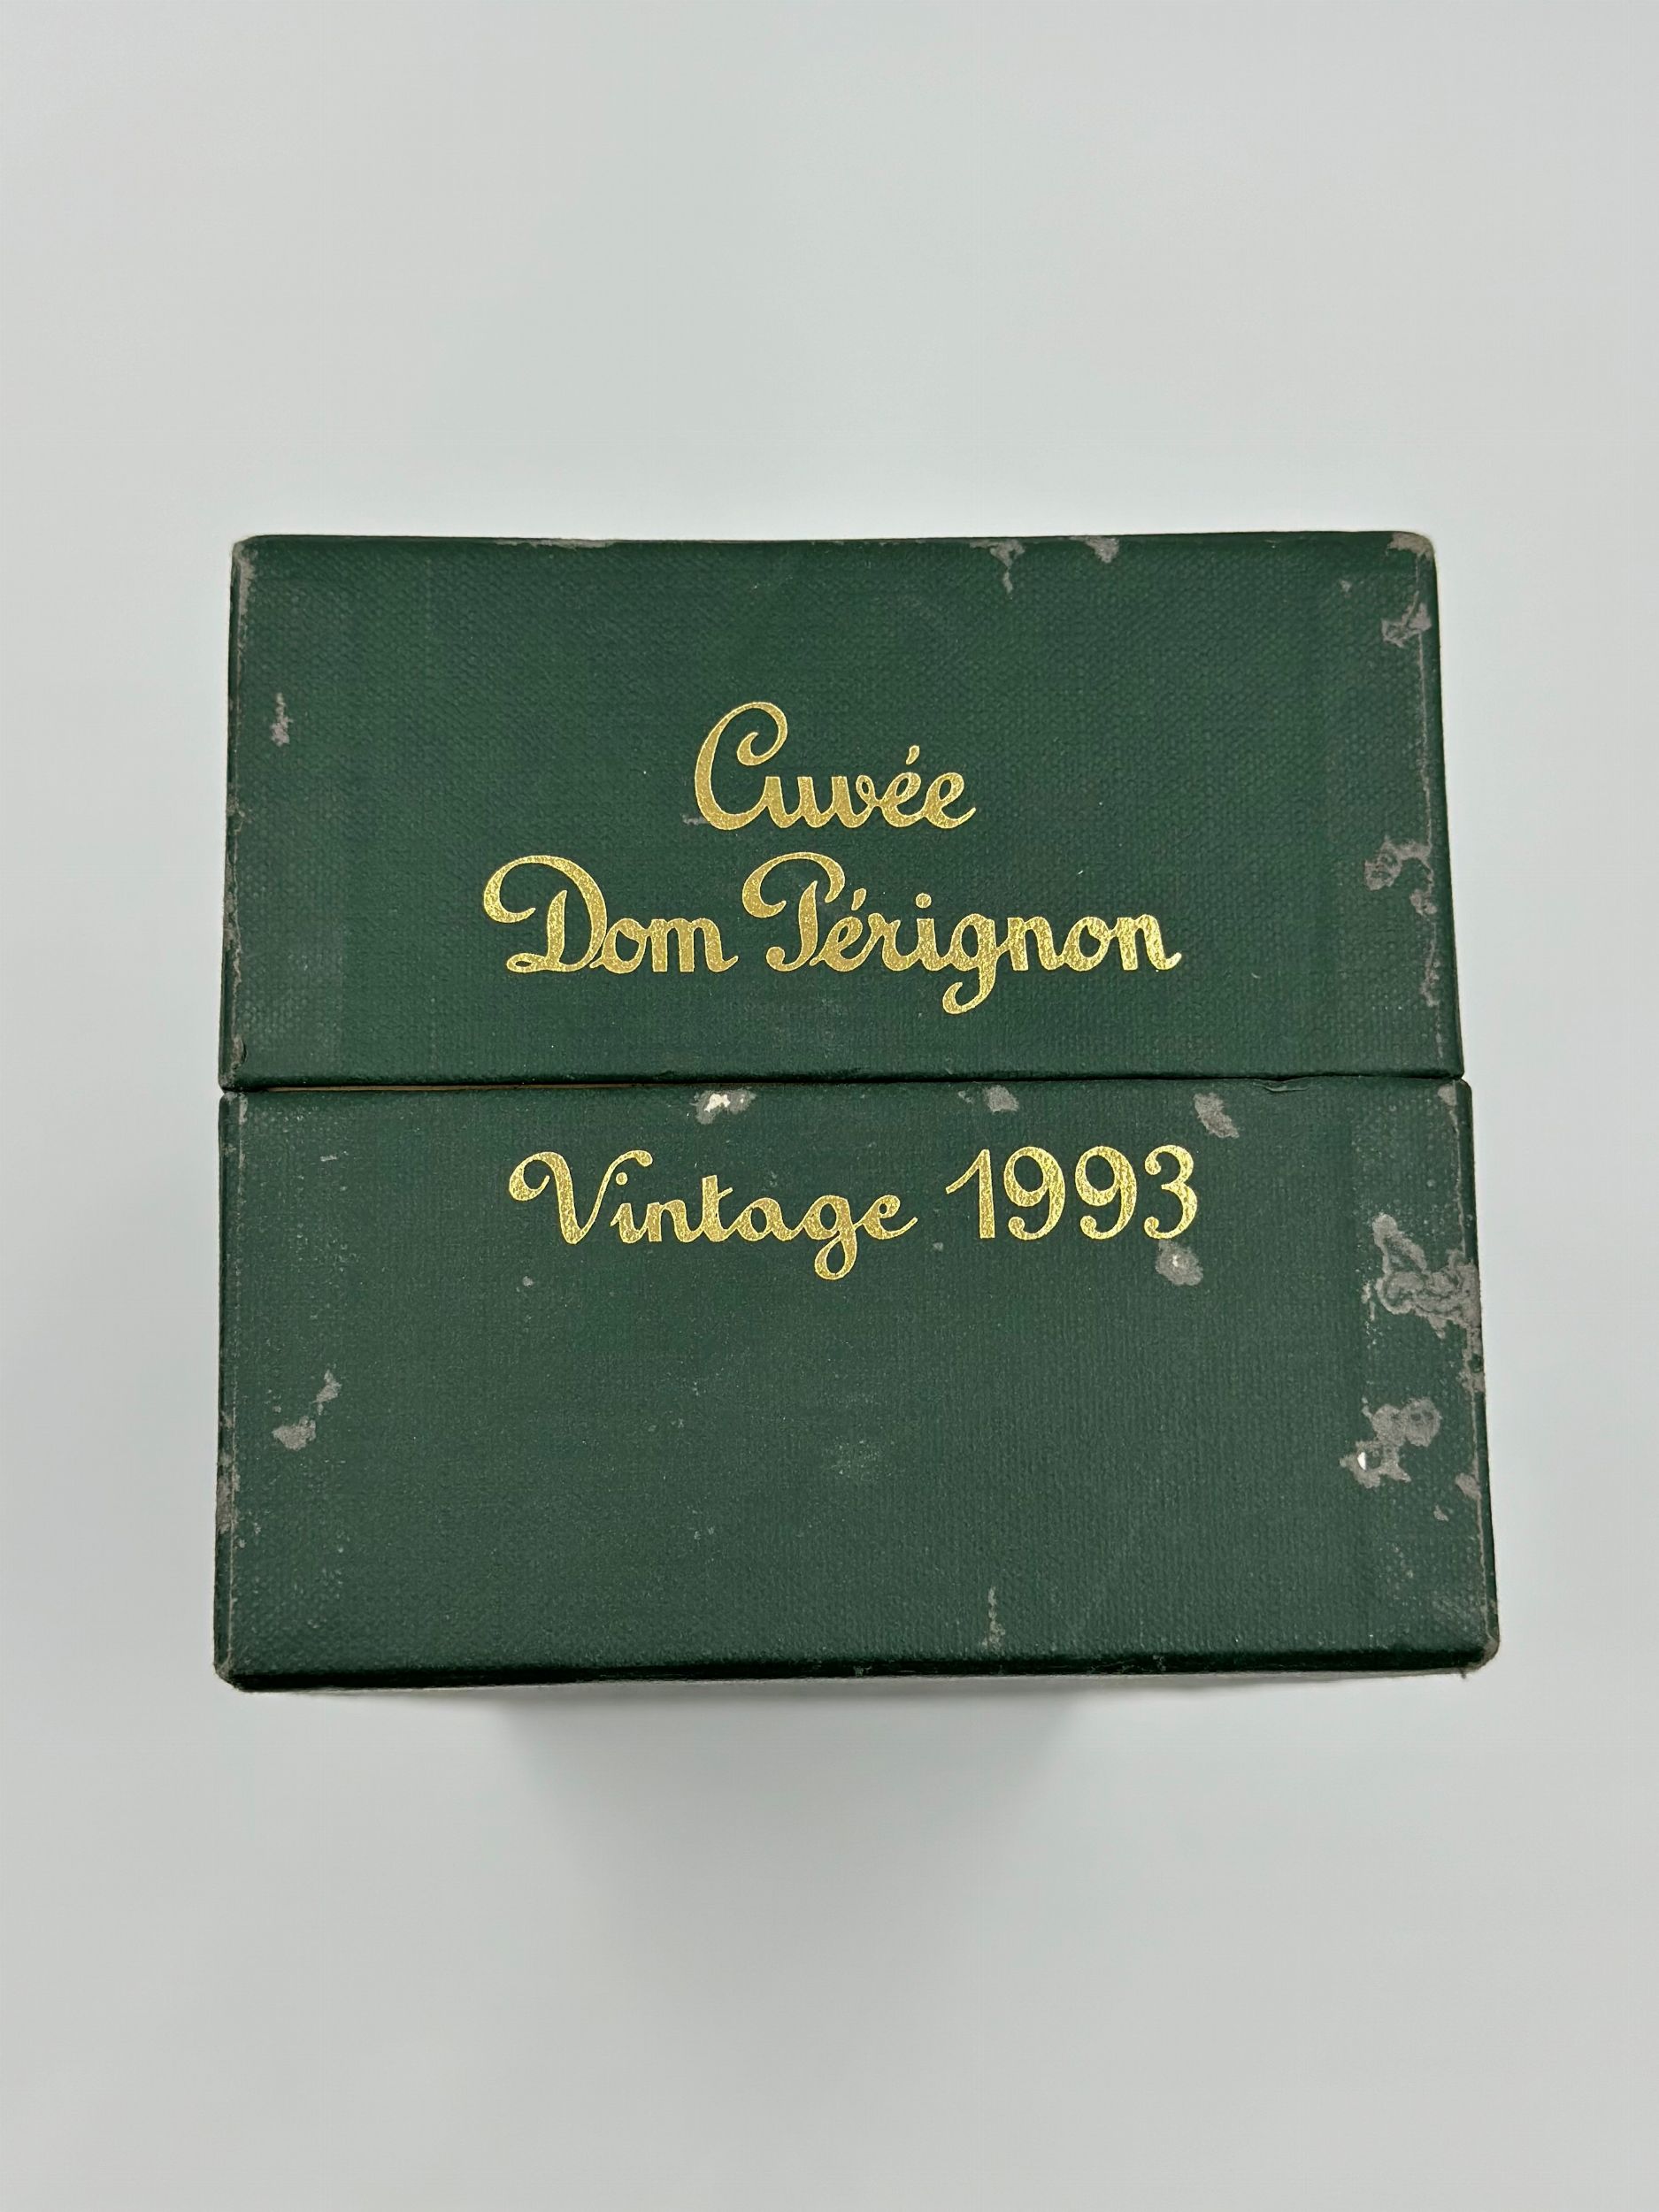 Cuvée
Dom Pérignon
Vintage 1993